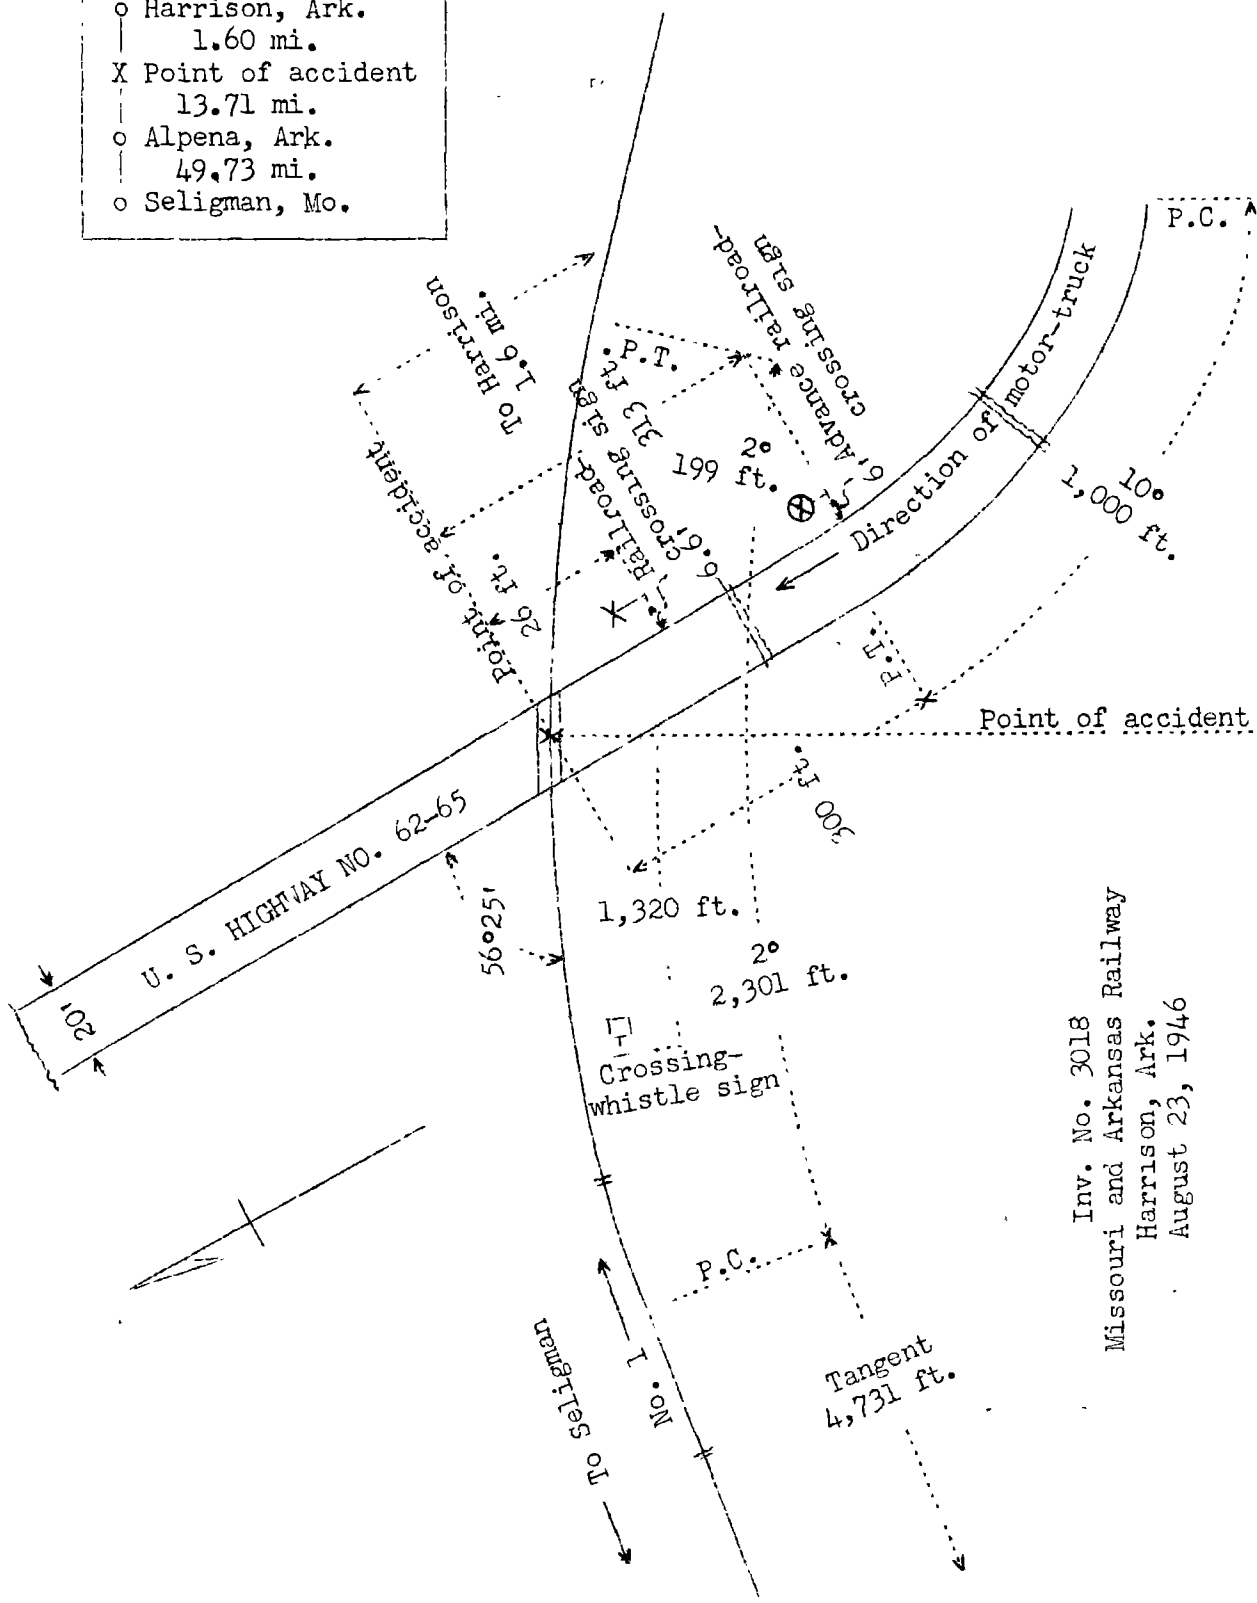 o Harrison, Ark.
1.60 mi.
X Point of accident
13.71 mi.
o Alpena, Ark.
49.73 mi.
o Seligman, Mo.
P.C.
To Harrison
1.6 mi.
P.T.
313 ft.
Advance railroad-
crossing sign
6'
2°
199 ft.
Railroad-
crossing sign
6.6'
Point of accident
26 ft.
Direction of motor-truck
10°
1,000 ft.
P.T.
Point of accident
300 ft.
U. S. HIGHWAY NO. 62-65
20'
56°25'
1,320 ft.
2°
2,301 ft.
Crossing-
whistle sign
P.C.
No. 1
To Seligman
Tangent
4,731 ft.
Inv. No. 3018
Missouri and Arkansas Railway
Harrison, Ark.
August 23, 1946